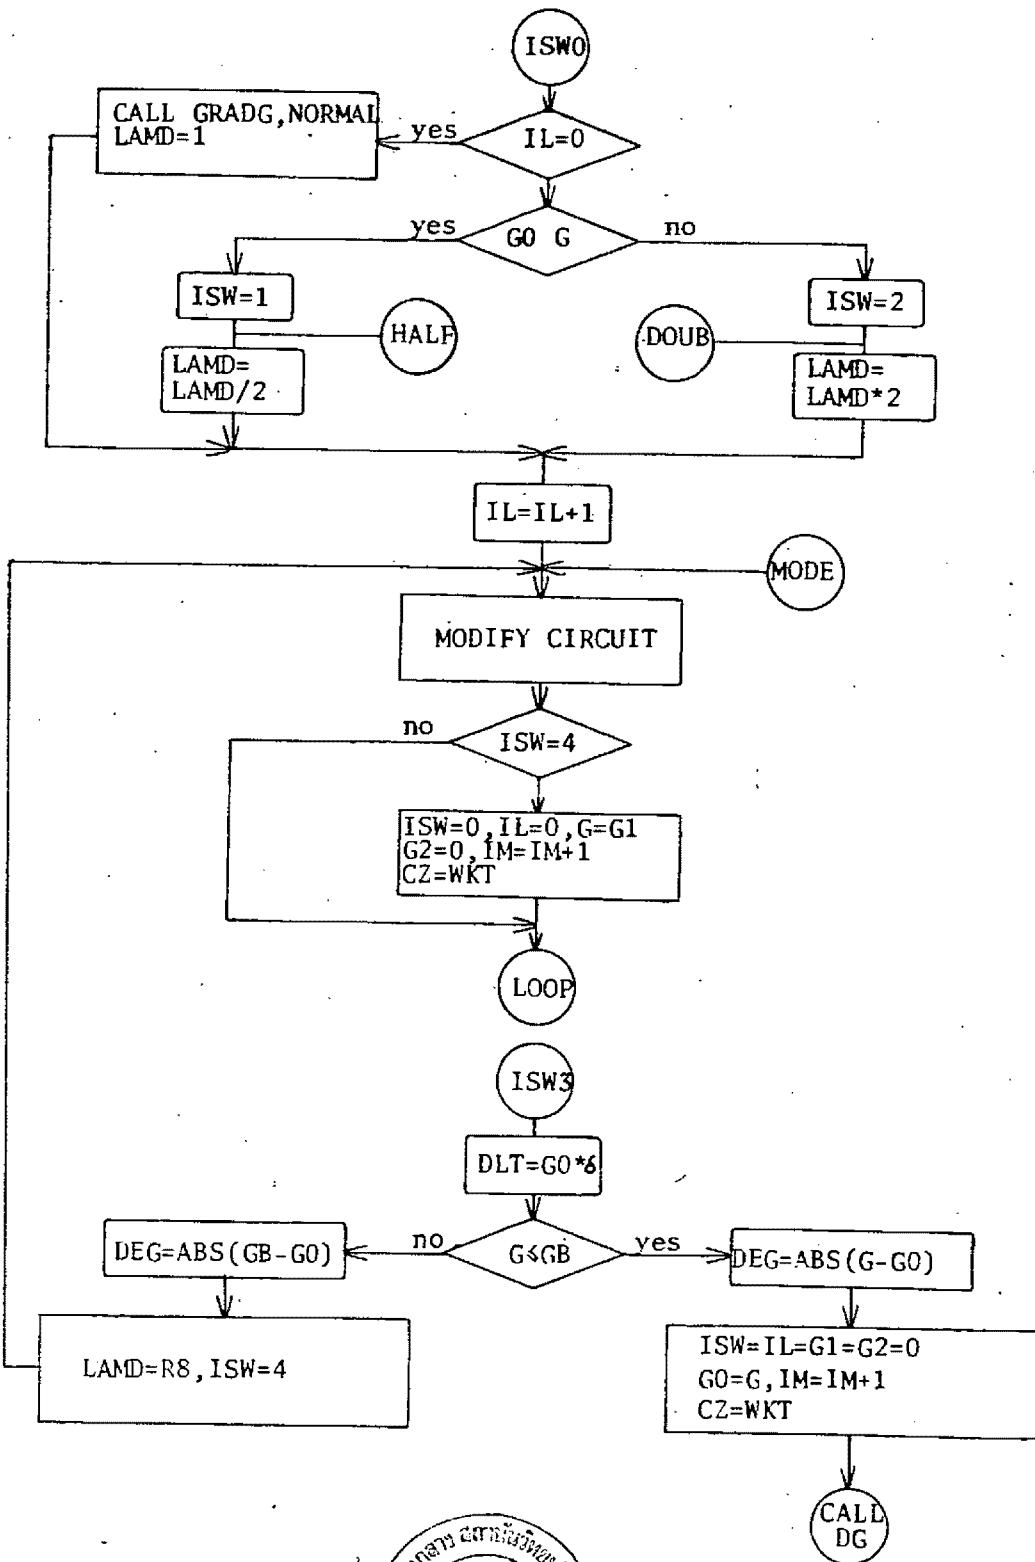 ISW0
CALL GRADG,NORMAL
LAMD=1
yes
IL=0
yes
G0 G
no
ISW=1
ISW=2
HALF
DOUB
LAMD=
LAMD/2
LAMD=
LAMD*2
IL=IL+1
MODE
MODIFY CIRCUIT
no
ISW=4
ISW=0,IL=0,G=G1
G2=0,IM=IM+1
CZ=WKT
LOOP
ISW3
DLT=G0*6
DEG=ABS(GB-G0)
no
G≤GB
yes
DEG=ABS(G-G0)
LAMD=R8,ISW=4
ISW=IL=G1=G2=0
G0=G,IM=IM+1
CZ=WKT
CALL
DG